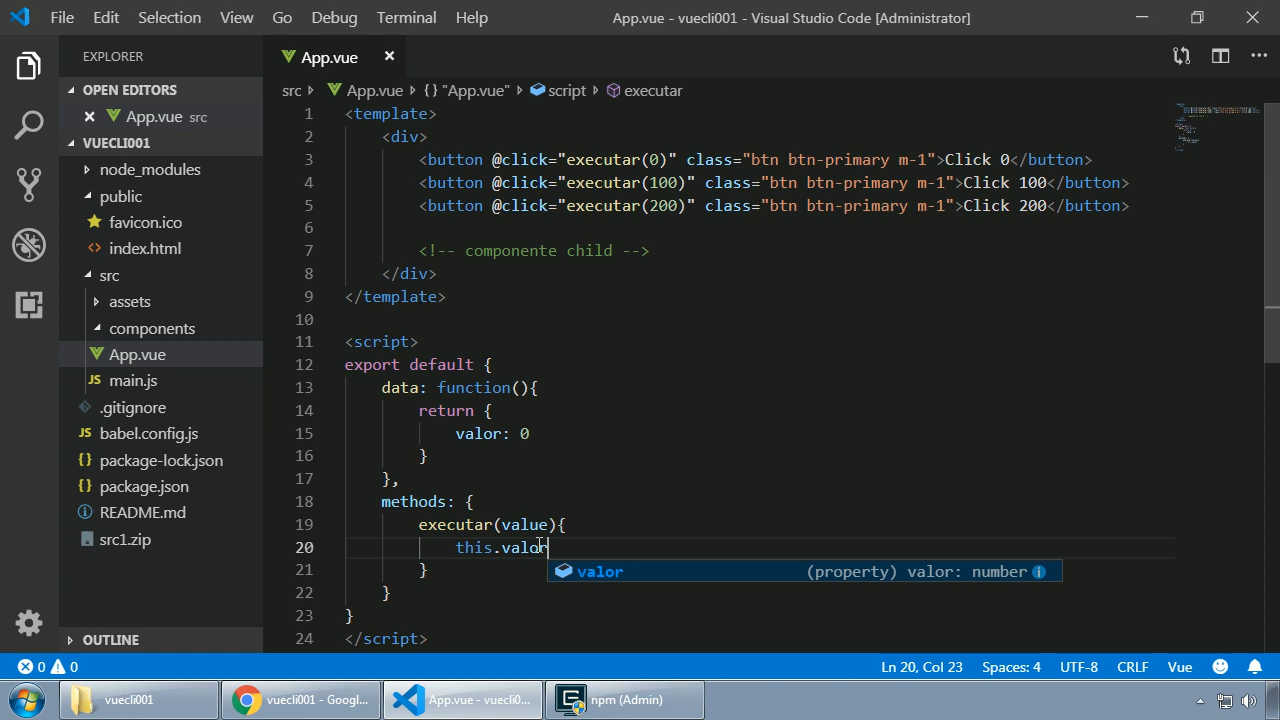 File Edit Selection View Go Debug Terminal Help App.vue - vuecli001 - Visual Studio Code [Administrator]
EXPLORER
App.vue
OPEN EDITORS
App.vue src
VUECLI001
node_modules
public
favicon.ico
index.html
src
assets
components
App.vue
JS main.js
.gitignore
JS babel.config.js
{} package-lock.json
{} package.json
README.md
src1.zip
OUTLINE
src App.vue {} "App.vue" script executar
1 <template>
2 <div>
3 <button @click="executar(0)" class="btn btn-primary m-1">Click 0</button>
4 <button @click="executar(100)" class="btn btn-primary m-1">Click 100</button>
5 <button @click="executar(200)" class="btn btn-primary m-1">Click 200</button>
6
7 <!-- componente child -->
8 </div>
9 </template>
10
11 <script>
12 export default {
13 data: function(){
14 return {
15 valor: 0
16 }
17 },
18 methods: {
19 executar(value){
20 this.valor
valor (property) valor: number
21 }
22 }
23 }
24 </script>
0 0 Ln 20, Col 23 Spaces: 4 UTF-8 CRLF Vue
vuecli001 vuecli001 - Googl... App.vue - vuecli0... npm (Admin)